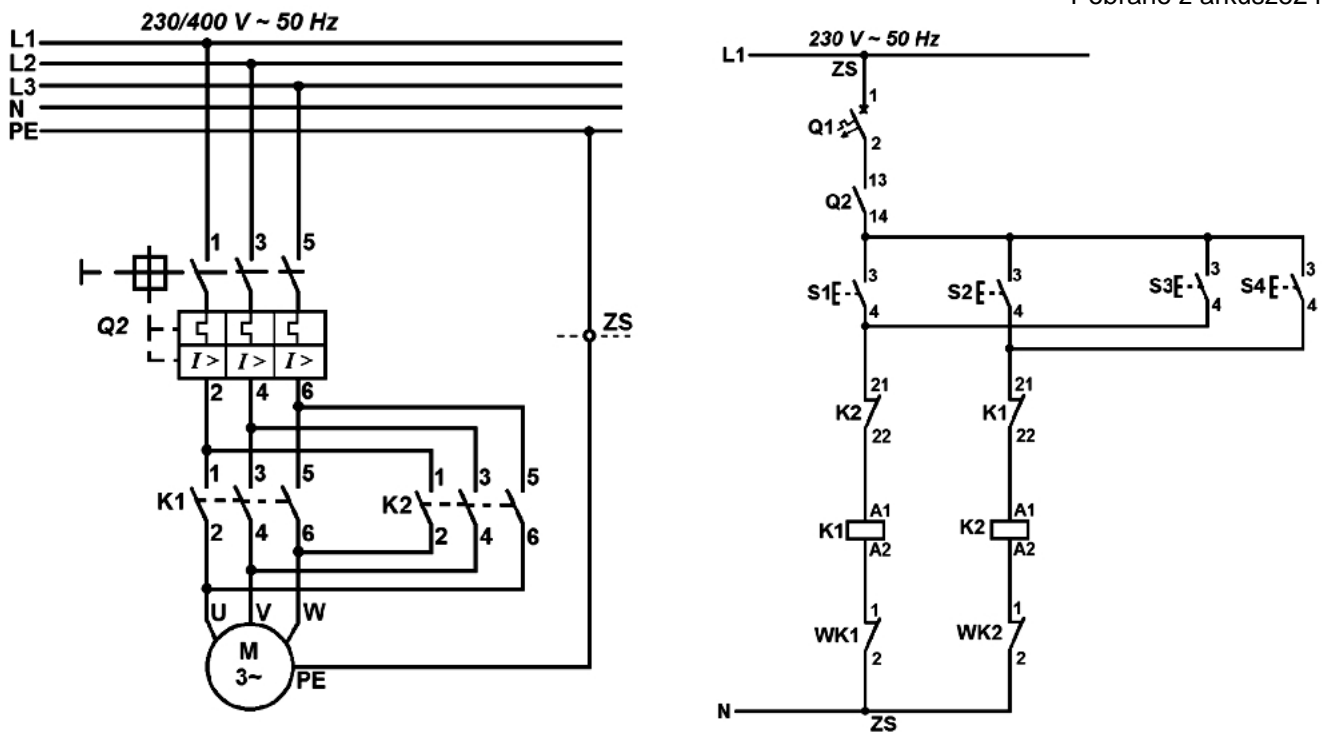 Pobrano z arkusze24
230/400 V ~ 50 Hz
L1
L2
L3
N
PE
1 3 5
Q2
I > I > I >
2 4 6
ZS
1 3 5
K1
2 4 6
1 3 5
K2
2 4 6
U V W
M
3~
PE
230 V ~ 50 Hz
L1
ZS
1
Q1
2
13
Q2
14
3
S1
4
3
S2
4
3
S3
4
3
S4
4
21
K2
22
21
K1
22
A1
K1
A2
A1
K2
A2
1
WK1
2
1
WK2
2
N
ZS